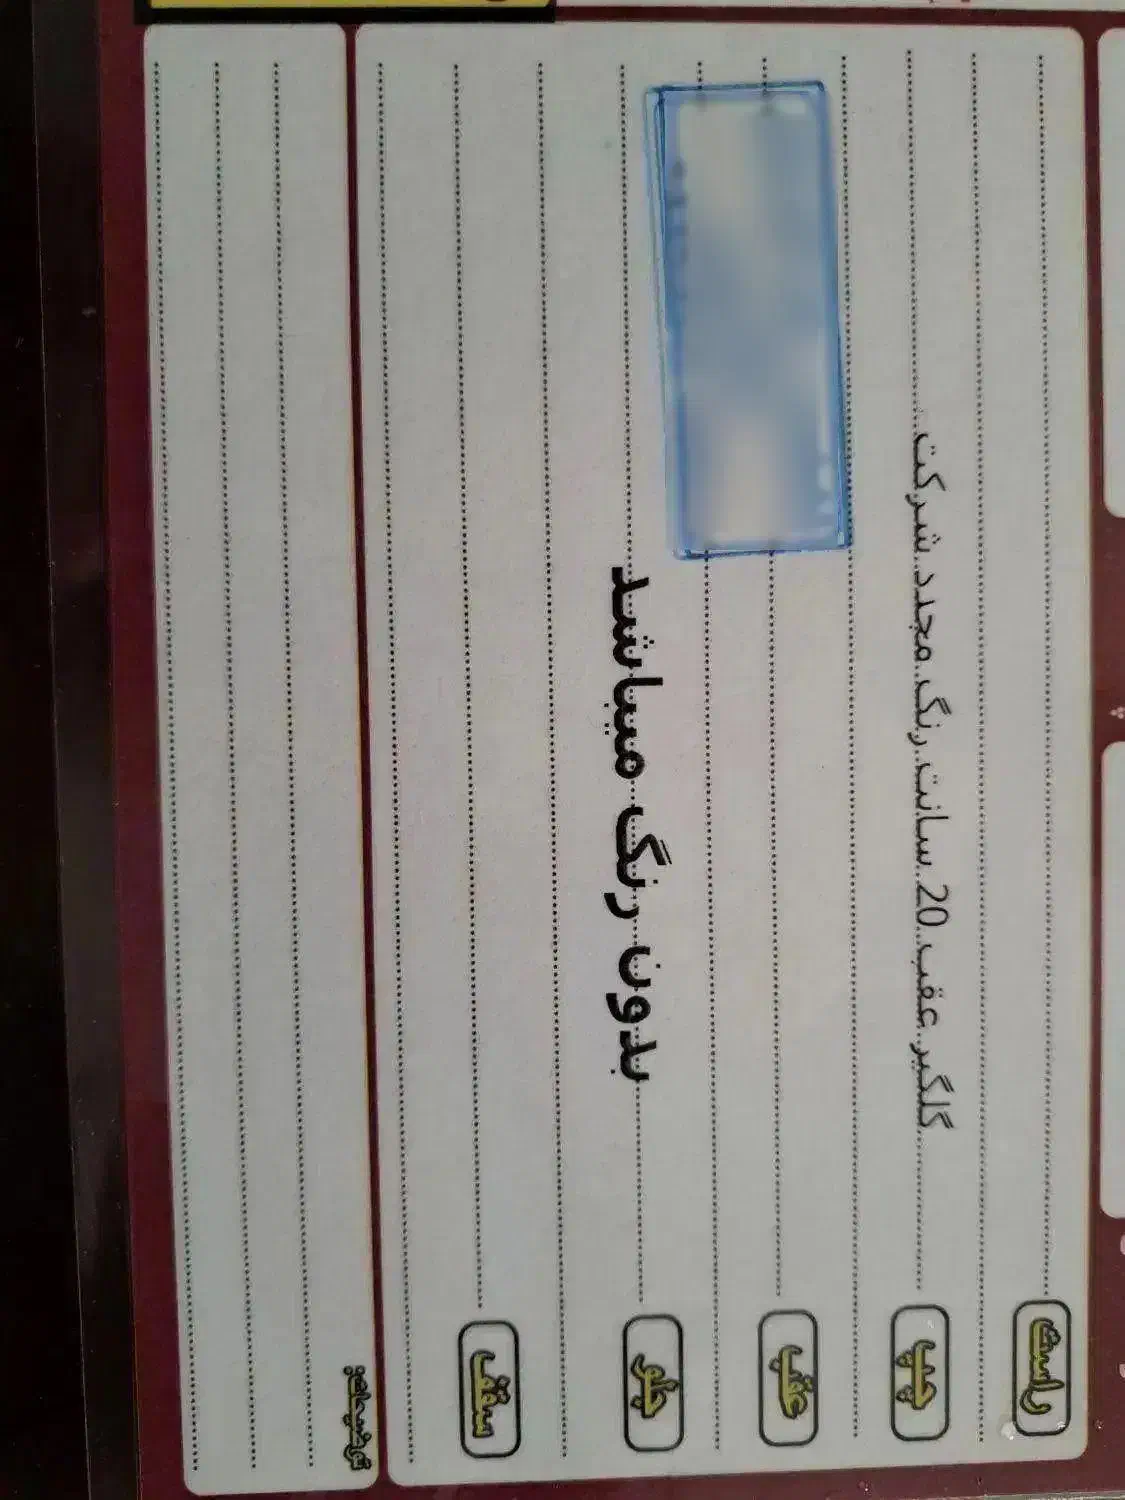 راست
چپ
گلگیر عقب 20 سانت رنگ مجدد شرکت
عقب
جلو
بدون رنگ میباشد
سقف
توضیحات: